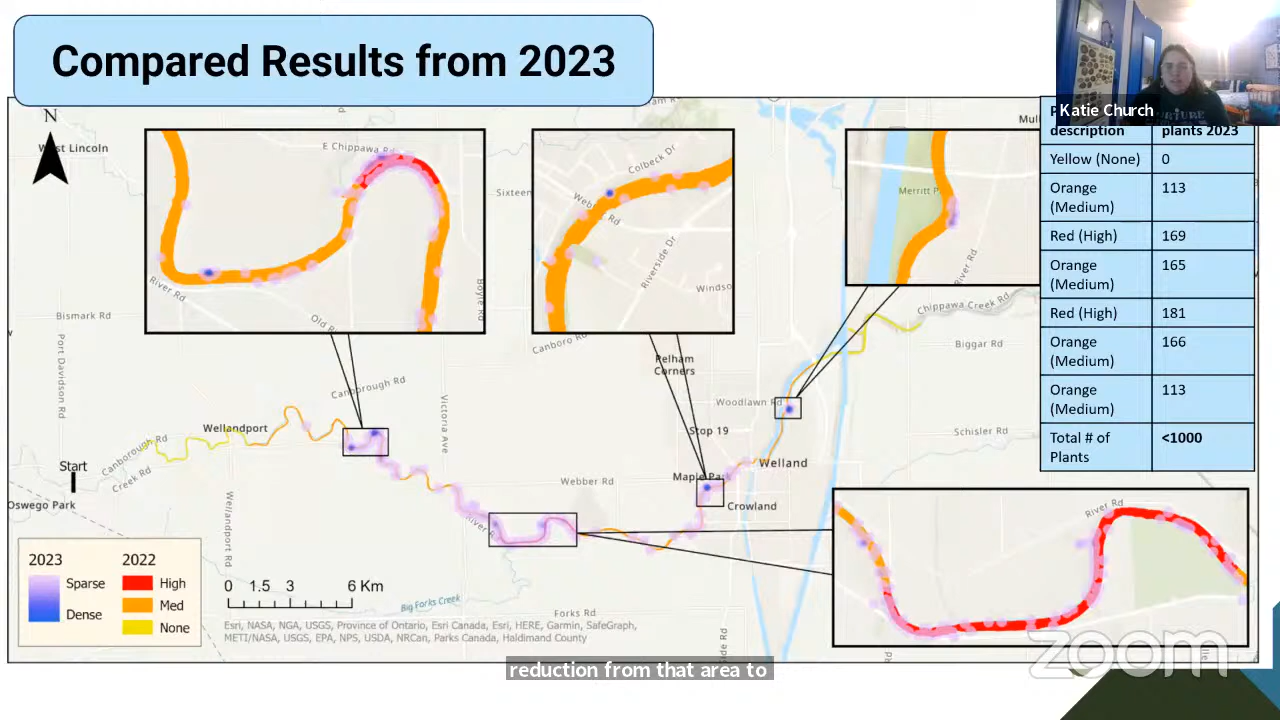 Compared Results from 2023
Katie Church
description
plants 2023
Yellow (None)
0
Orange
(Medium)
113
Red (High)
169
Orange
(Medium)
165
Red (High)
181
Orange
(Medium)
166
Orange
(Medium)
113
Total # of
Plants
<1000
N
West Lincoln
E Chippawa Rd
River Rd
Boyle Rd
Sixteen
Colbeck Dr
Riverside Dr
Windso
Merritt P
River Rd
Mul
Chippawa Creek Rd
Biggar Rd
Bismark Rd
Port Davidson Rd
Canborough Rd
Victoria Ave
Canboro Rd
Pelham
Corners
Woodlawn Rd
Stop 19
Schisler Rd
Wellandport
Canborough Rd
Creek Rd
Start
Oswego Park
Wellandport Rd
Webber Rd
Maple Park
Welland
Crowland
River Rd
2023
Sparse
Dense
2022
High
Med
None
0 1.5 3 6 Km
Big Forks Creek
Forks Rd
Esri, NASA, NGA, USGS, Province of Ontario, Esri Canada, Esri, HERE, Garmin, SafeGraph,
METI/NASA, USGS, EPA, NPS, USDA, NRCan, Parks Canada, Haldimand County
zoom
reduction from that area to